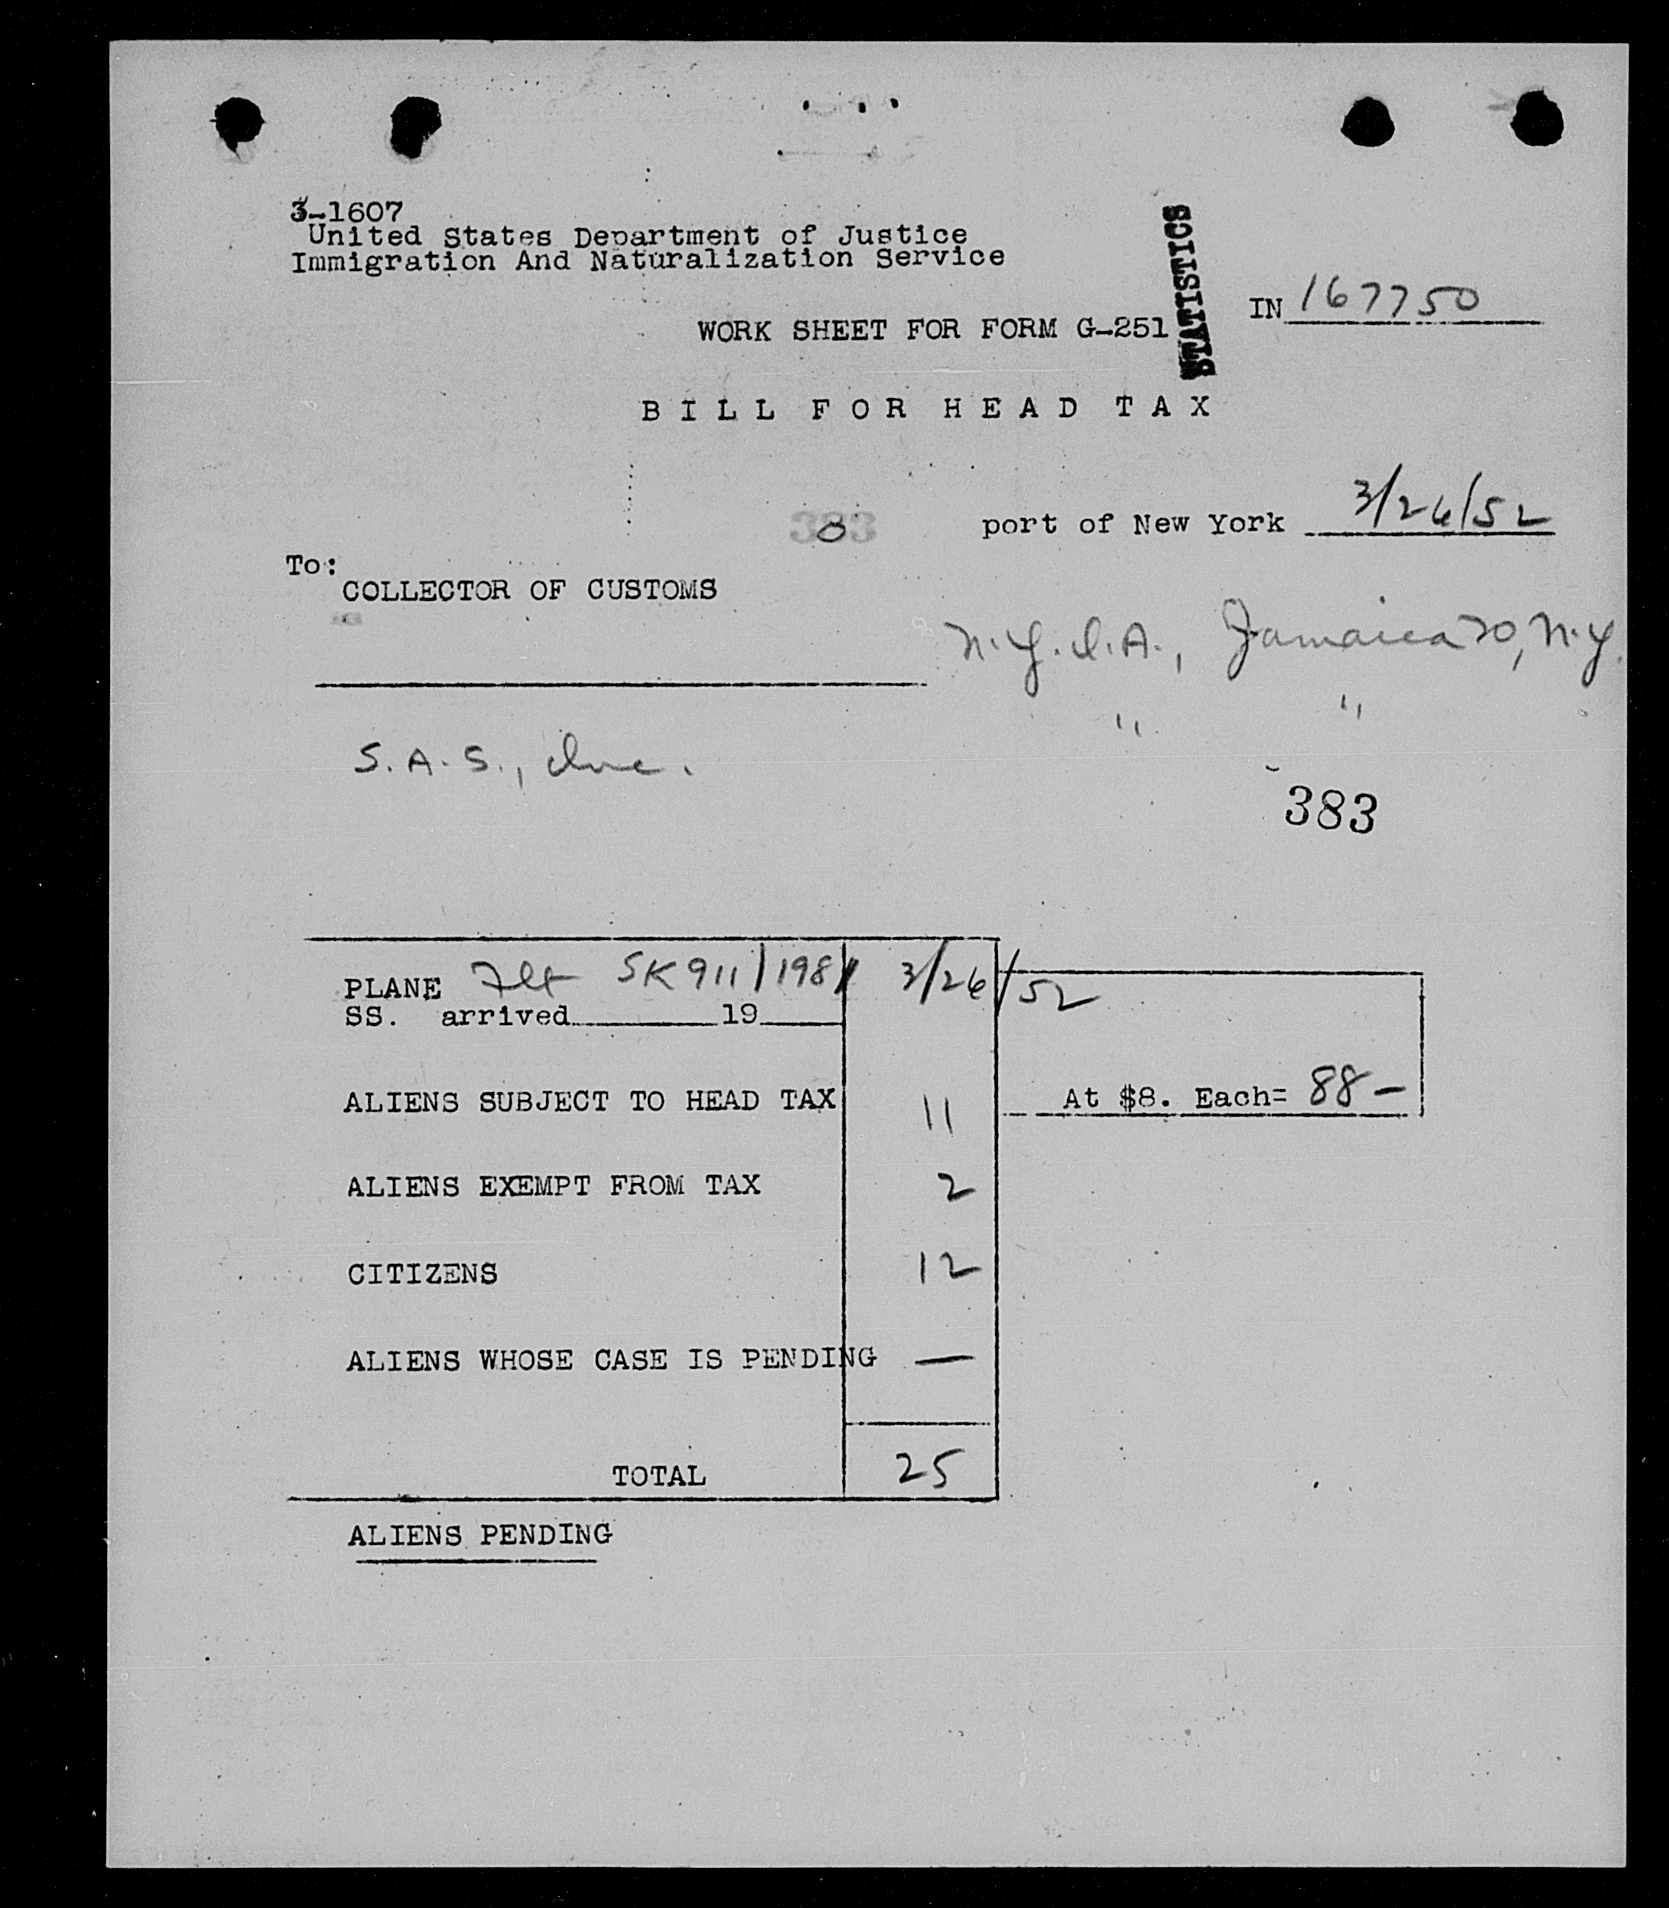 3-1607
United States Department of Justice
Immigration And Naturalization Service
STATISTICS
IN 167750
WORK SHEET FOR FORM G-251
BILL FOR HEAD TAX
383
port of New York 3/26/52
To:
COLLECTOR OF CUSTOMS
N.Y.I.A., Jamaica 20, N.Y.
" "
S.A.S., Inc.
383
PLANE Flt SK 911/198 3/26/52
SS. arrived 19
ALIENS SUBJECT TO HEAD TAX 11 At $8. Each= 88 —
ALIENS EXEMPT FROM TAX 2
CITIZENS 12
ALIENS WHOSE CASE IS PENDING —
TOTAL 25
ALIENS PENDING